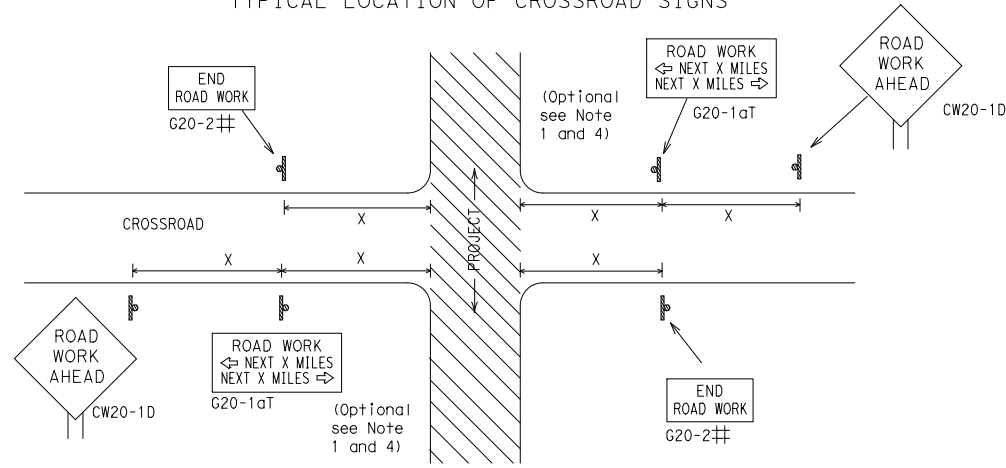 TYPICAL LOCATION OF CROSSROAD SIGNS
END
ROAD WORK
G20-2#
(Optional
see Note
1 and 4)
ROAD WORK
⇦ NEXT X MILES
NEXT X MILES ⇨
G20-1aT
ROAD
WORK
AHEAD
CW20-1D
X
X
X
CROSSROAD
PROJECT
X
X
X
ROAD
WORK
AHEAD
CW20-1D
ROAD WORK
⇦ NEXT X MILES
NEXT X MILES ⇨
G20-1aT
(Optional
see Note
1 and 4)
END
ROAD WORK
G20-2#